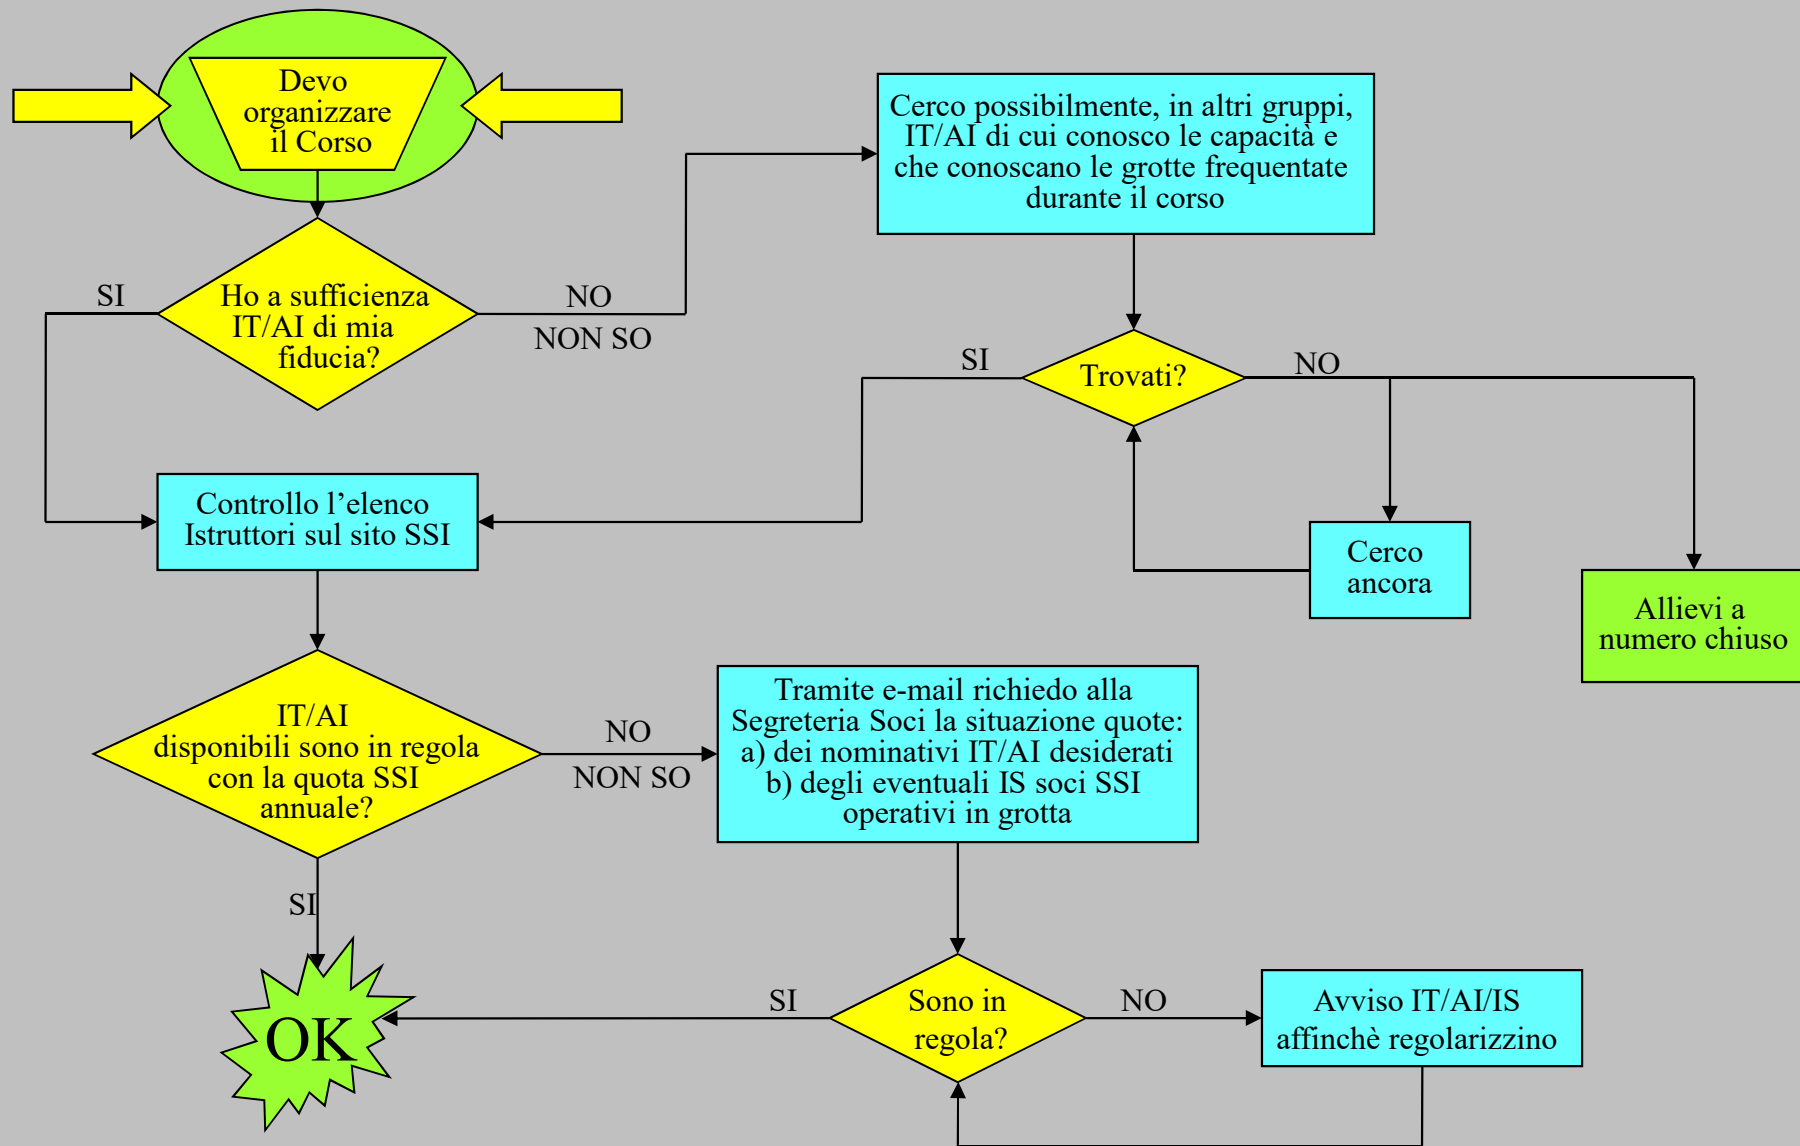 Devo
organizzare
il Corso
Cerco possibilmente, in altri gruppi,
IT/AI di cui conosco le capacità e
che conoscano le grotte frequentate
durante il corso
SI
Ho a sufficienza
IT/AI di mia
fiducia?
NO
NON SO
SI
Trovati?
NO
Controllo l’elenco
Istruttori sul sito SSI
Cerco
ancora
Allievi a
numero chiuso
IT/AI
disponibili sono in regola
con la quota SSI
annuale?
NO
NON SO
Tramite e-mail richiedo alla
Segreteria Soci la situazione quote:
a) dei nominativi IT/AI desiderati
b) degli eventuali IS soci SSI
operativi in grotta
SI
OK
SI
Sono in
regola?
NO
Avviso IT/AI/IS
affinchè regolarizzino